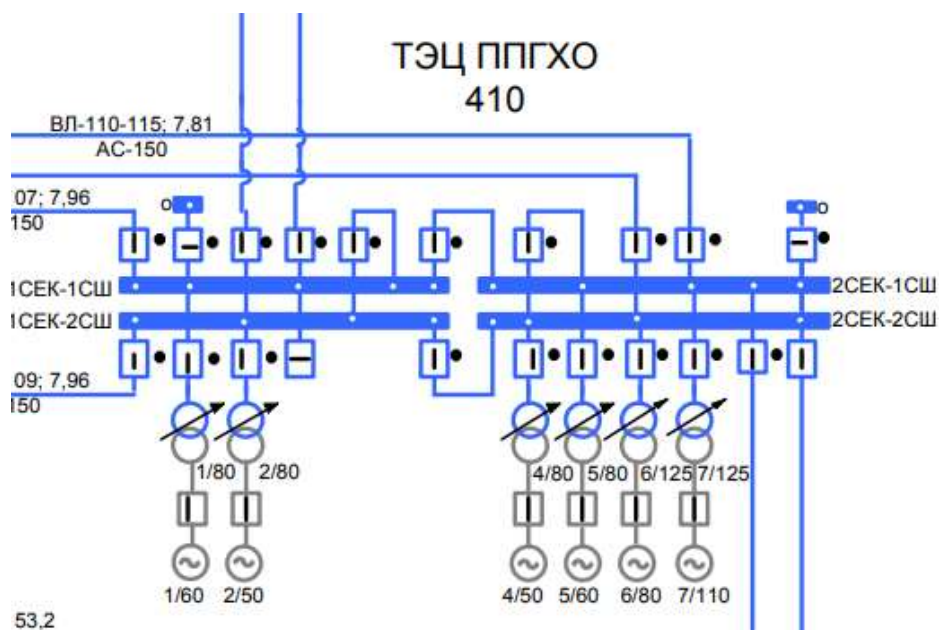 ТЭЦ ППГХО
410
ВЛ-110-115; 7,81
АС-150
07; 7,96
150
о
о
1СЕК-1СШ
2СЕК-1СШ
1СЕК-2СШ
2СЕК-2СШ
09; 7,96
150
1/80 2/80 4/80 5/80 6/125 7/125
1/60 2/50 4/50 5/60 6/80 7/110
53,2